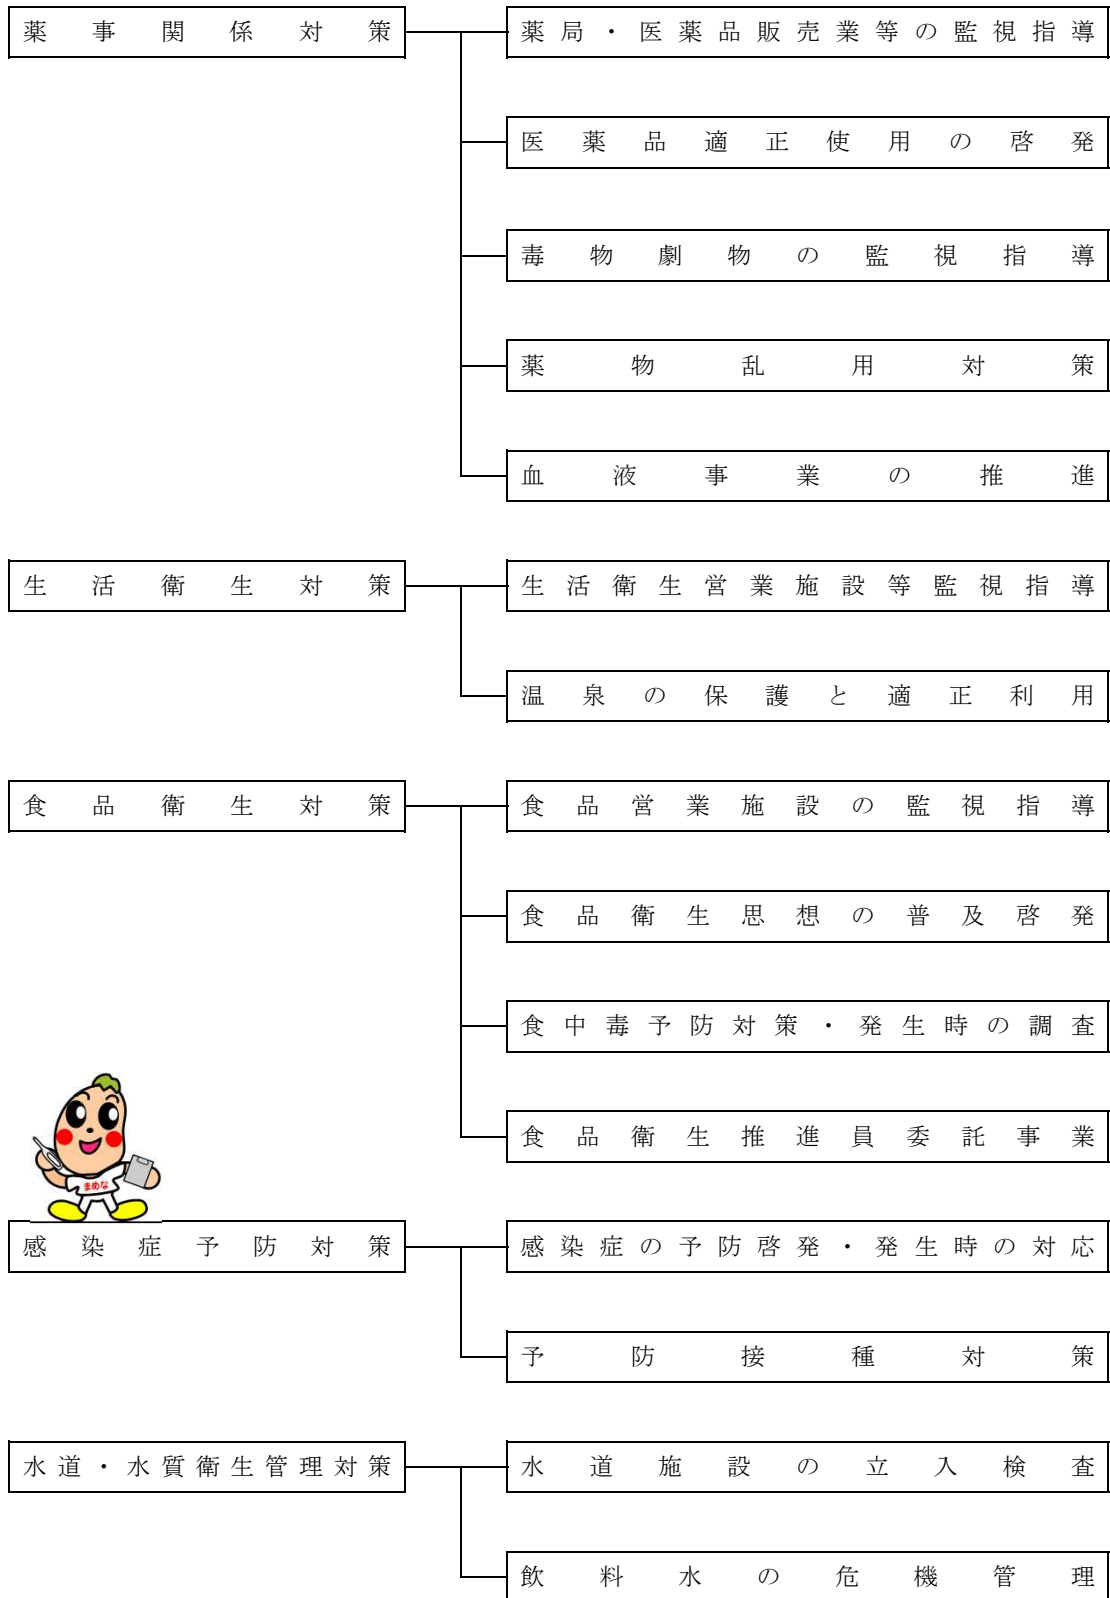 薬事関係対策
薬局・医薬品販売業等の監視指導
医薬品適正使用の啓発
毒物劇物の監視指導
薬物乱用対策
血液事業の推進
生活衛生対策
生活衛生営業施設等監視指導
温泉の保護と適正利用
食品衛生対策
食品営業施設の監視指導
食品衛生思想の普及啓発
食中毒予防対策・発生時の調査
食品衛生推進員委託事業
まめな
感染症予防対策
感染症の予防啓発・発生時の対応
予防接種対策
水道・水質衛生管理対策
水道施設の立入検査
飲料水の危機管理